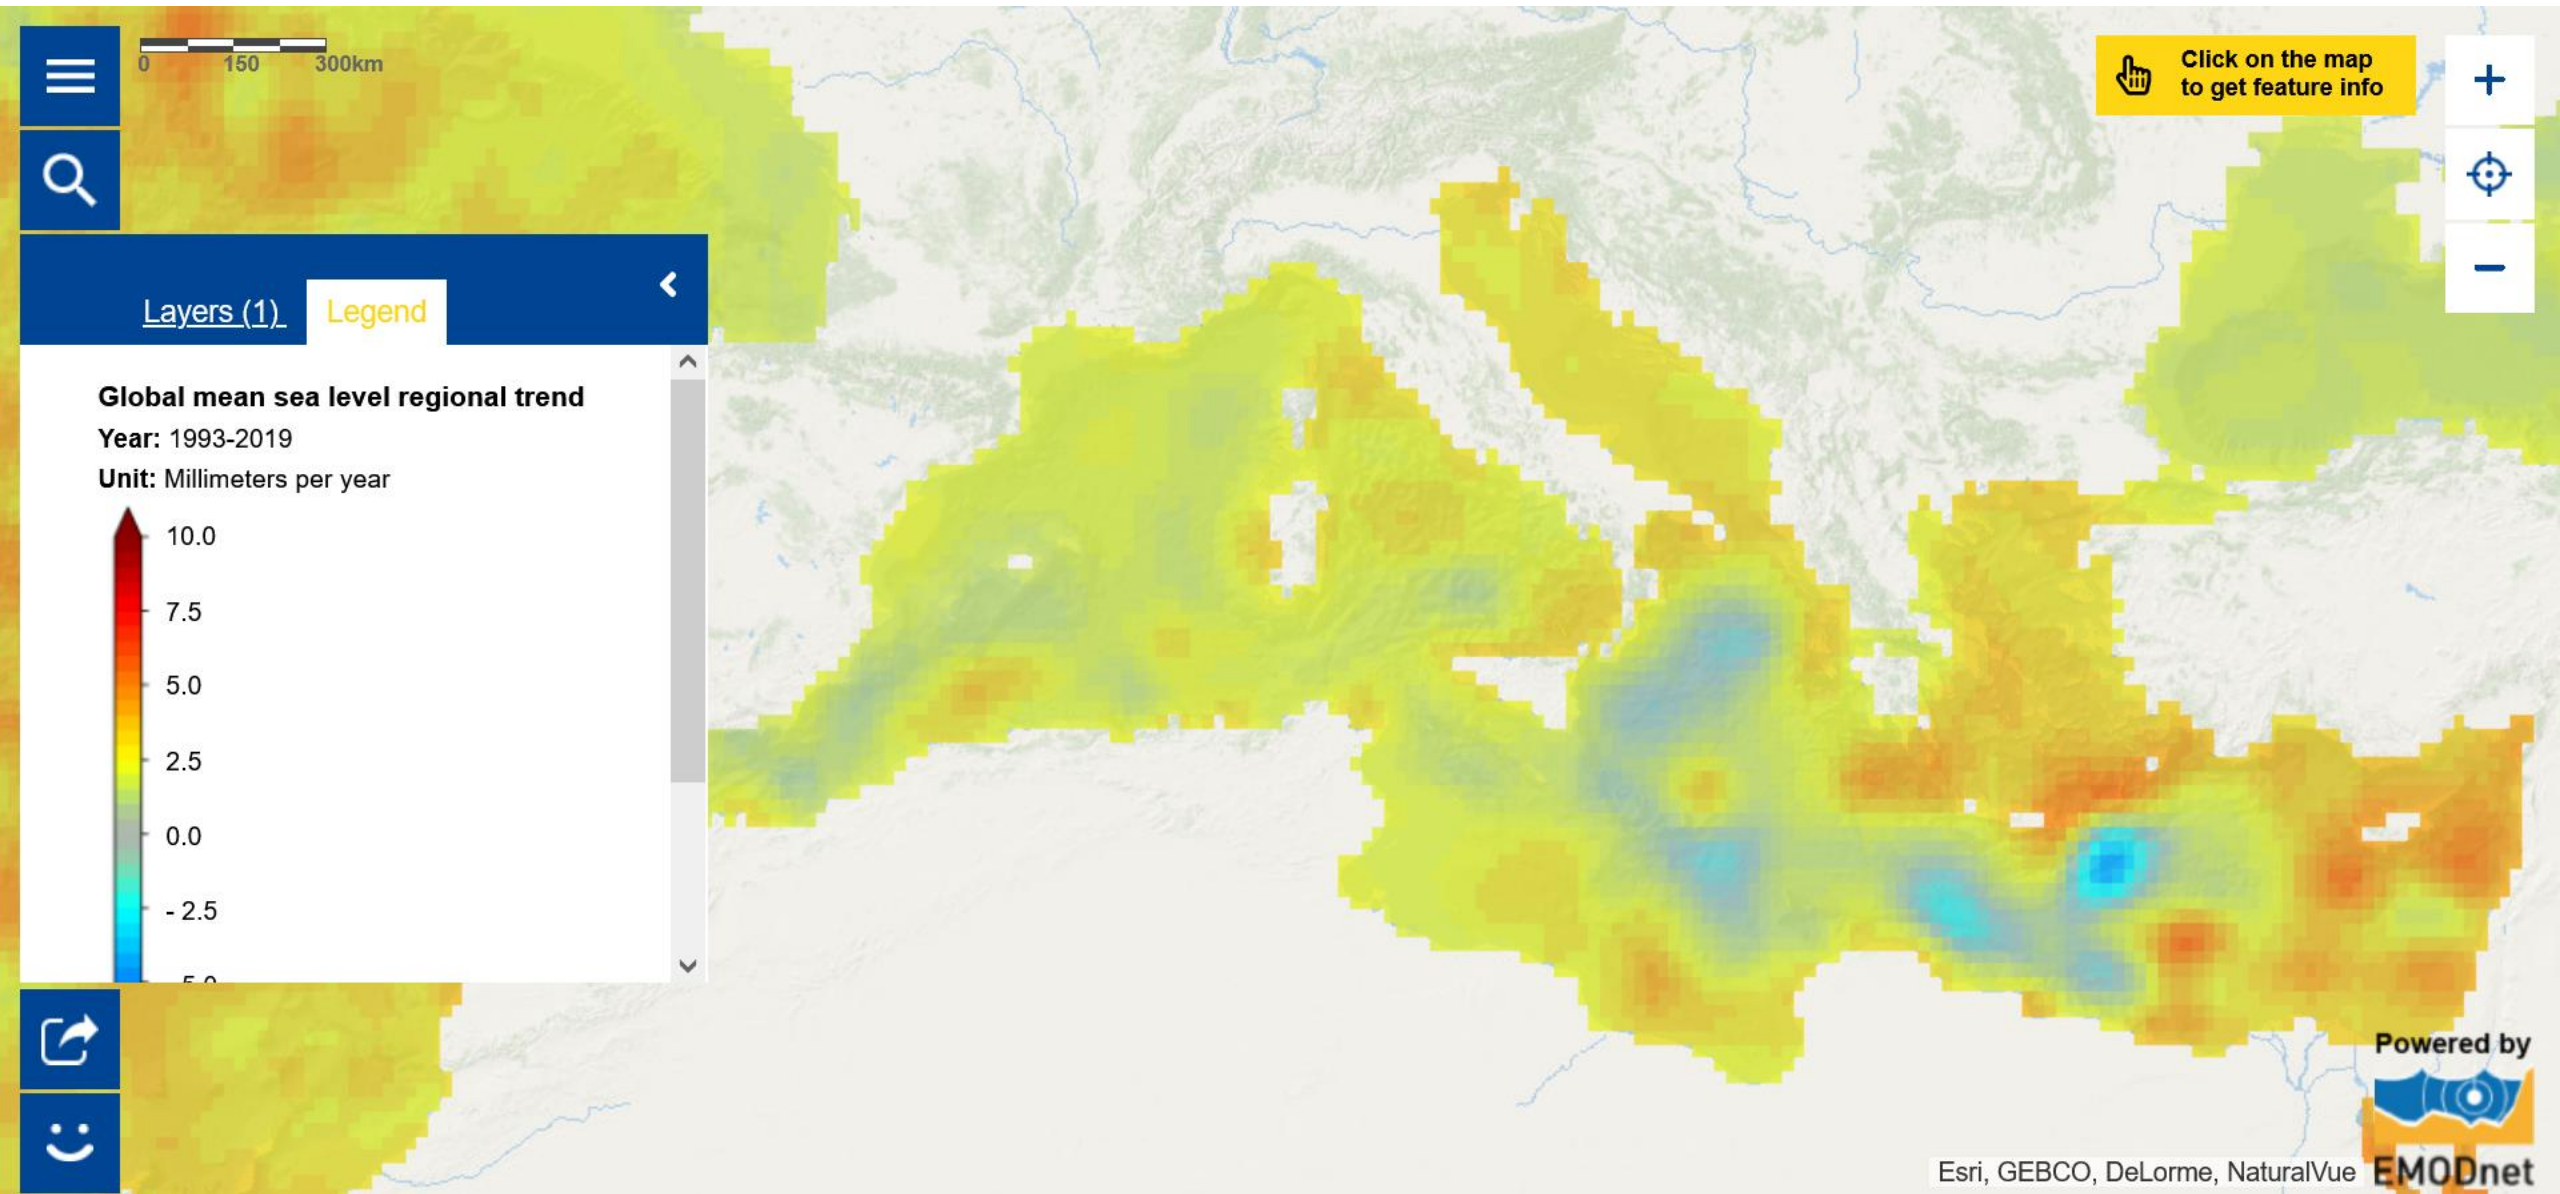 0 150 300km
Click on the map
to get feature info
+
−
Layers (1) Legend
Global mean sea level regional trend
Year: 1993-2019
Unit: Millimeters per year
10.0
7.5
5.0
2.5
0.0
- 2.5
Powered by
EMODnet
Esri, GEBCO, DeLorme, NaturalVue